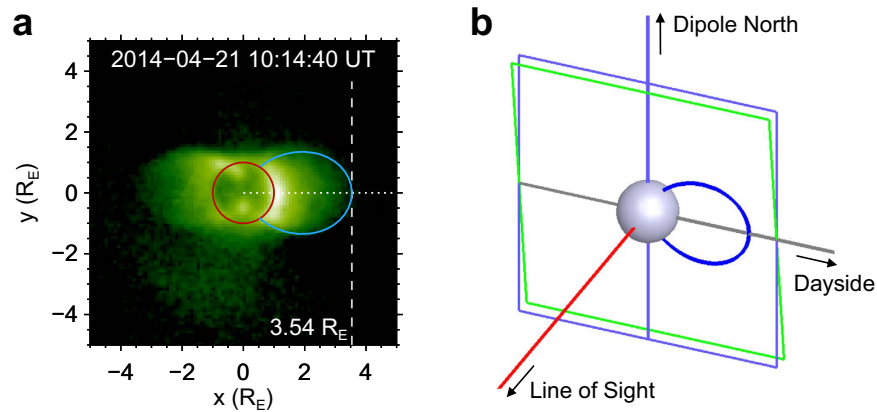 a
2014−04−21 10:14:40 UT
4
2
0
−2
−4
y (R_E)
3.54 R_E
−4 −2 0 2 4
x (R_E)
b
Dipole North
Dayside
Line of Sight